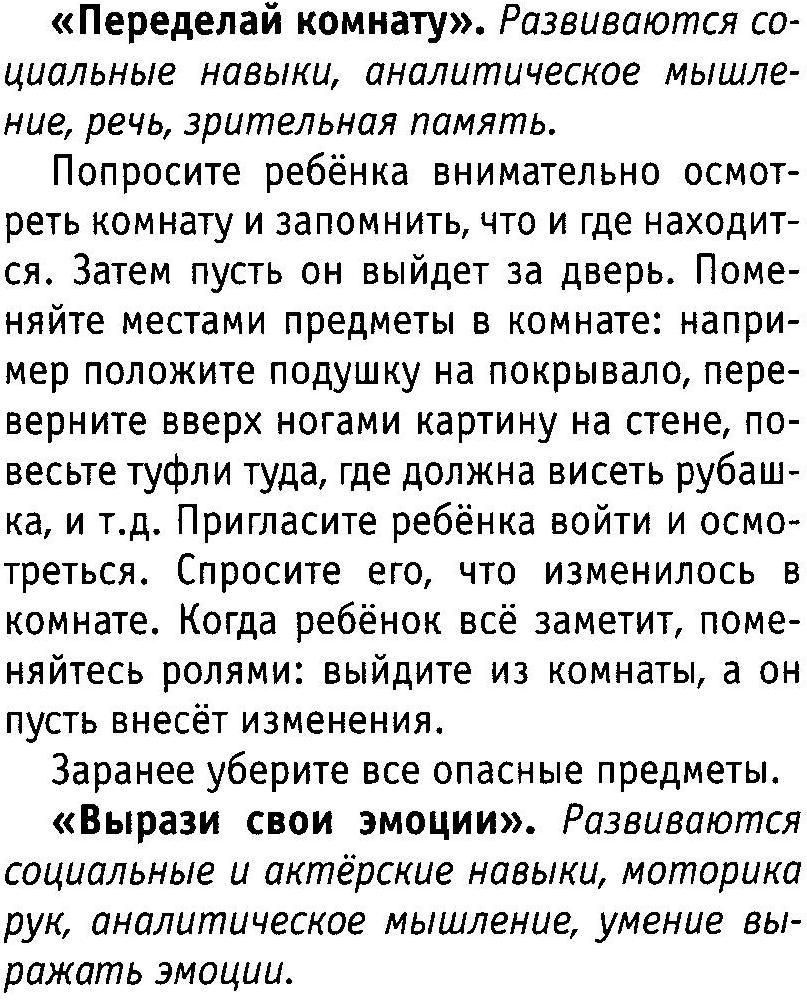 «Переделай комнату». Развиваются со-
циальные навыки, аналитическое мышле-
ние, речь, зрительная память.
Попросите ребёнка внимательно осмот-
реть комнату и запомнить, что и где находит-
ся. Затем пусть он выйдет за дверь. Поме-
няйте местами предметы в комнате: напри-
мер положите подушку на покрывало, пере-
верните вверх ногами картину на стене, по-
весьте туфли туда, где должна висеть рубаш-
ка, и т.д. Пригласите ребёнка войти и осмо-
треться. Спросите его, что изменилось в
комнате. Когда ребёнок всё заметит, поме-
няйтесь ролями: выйдите из комнаты, а он
пусть внесёт изменения.
Заранее уберите все опасные предметы.
«Вырази свои эмоции». Развиваются
социальные и актёрские навыки, моторика
рук, аналитическое мышление, умение вы-
ражать эмоции.